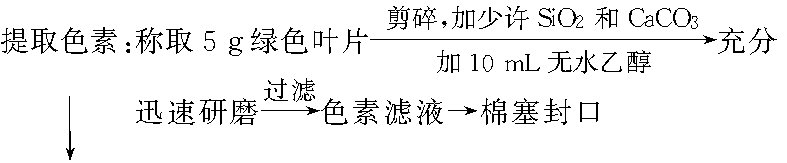 剪碎,加少许 SiO₂ 和 CaCO₃
提取色素:称取 5 g 绿色叶片→充分
加 10 mL 无水乙醇
迅速研磨→色素滤液→棉塞封口
过滤